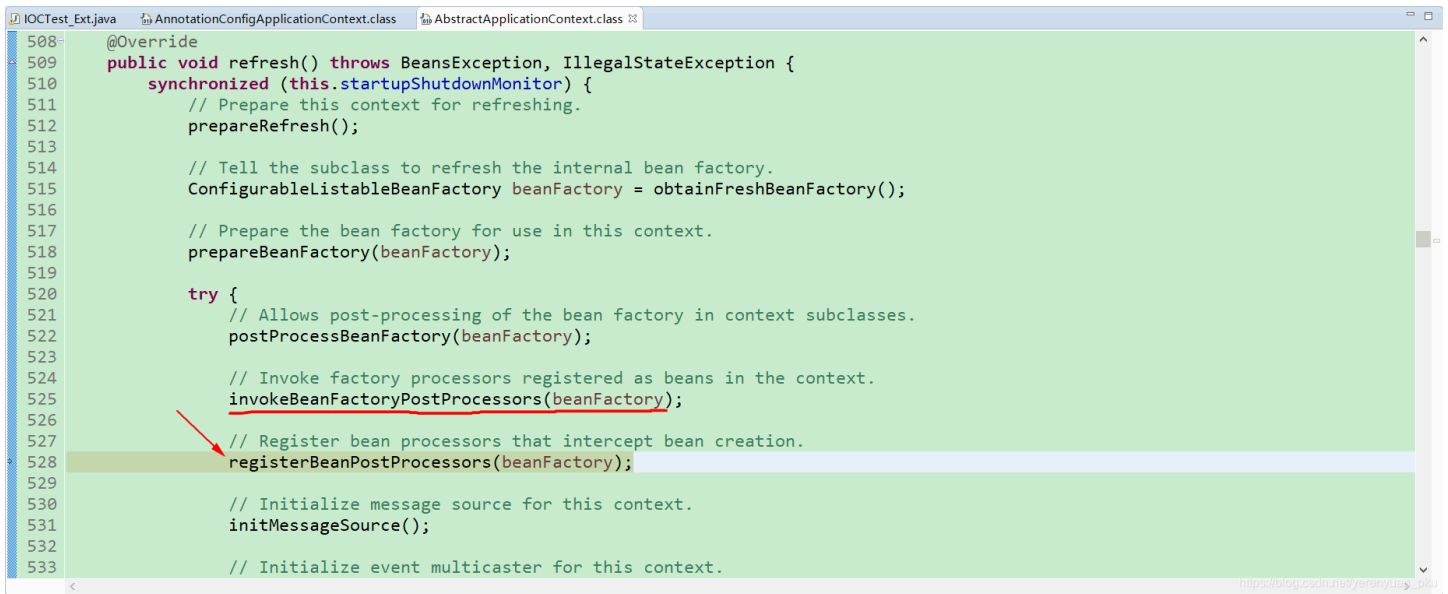 IOCTest_Ext.java AnnotationConfigApplicationContext.class AbstractApplicationContext.class
508 @Override
509 public void refresh() throws BeansException, IllegalStateException {
510 synchronized (this.startupShutdownMonitor) {
511 // Prepare this context for refreshing.
512 prepareRefresh();
513
514 // Tell the subclass to refresh the internal bean factory.
515 ConfigurableListableBeanFactory beanFactory = obtainFreshBeanFactory();
516
517 // Prepare the bean factory for use in this context.
518 prepareBeanFactory(beanFactory);
519
520 try {
521 // Allows post-processing of the bean factory in context subclasses.
522 postProcessBeanFactory(beanFactory);
523
524 // Invoke factory processors registered as beans in the context.
525 invokeBeanFactoryPostProcessors(beanFactory);
526
527 // Register bean processors that intercept bean creation.
528 registerBeanPostProcessors(beanFactory);
529
530 // Initialize message source for this context.
531 initMessageSource();
532
533 // Initialize event multicaster for this context.
https://blog.csdn.net/yerenyuan_pku